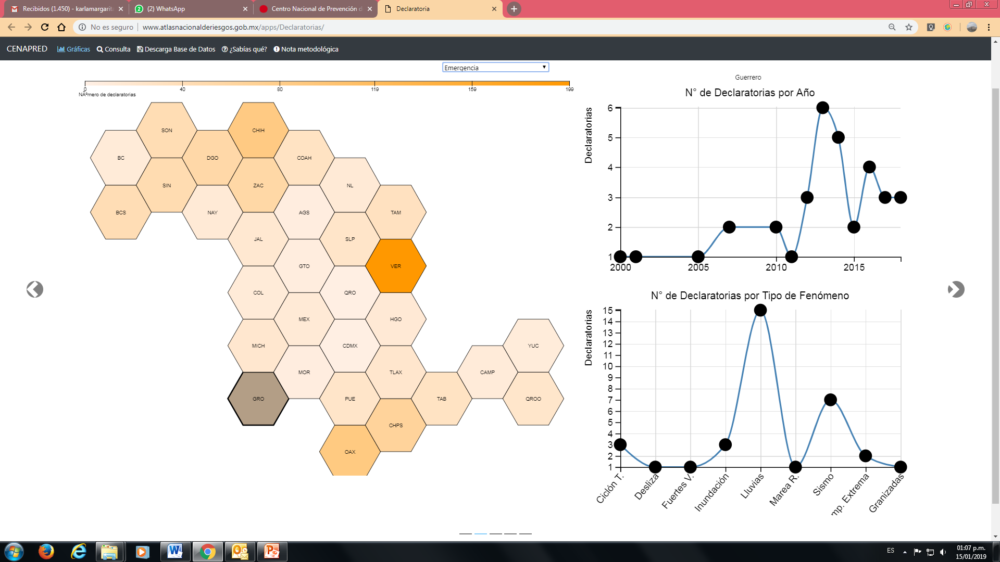 Recibidos (1.450) - karlamargarit
(2) WhatsApp
Centro Nacional de Prevención d
Declaratoria
No es seguro
www.atlasnacionalderiesgos.gob.mx/apps/Declaratorias/
CENAPRED
Gráficas
Consulta
Descarga Base de Datos
¿Sabías qué?
Nota metodológica
Emergencia
0 40 80 119 159 199
NÃºmero de declaratorias
SON
CHIH
BC
DGO
COAH
SIN
ZAC
NL
BCS
NAY
AGS
TAM
JAL
SLP
GTO
VER
COL
QRO
MEX
HGO
MICH
CDMX
YUC
MOR
TLAX
CAMP
GRO
PUE
TAB
QROO
CHPS
OAX
Guerrero
N° de Declaratorias por Año
Declaratorias
6
5
4
3
2
1
2000 2005 2010 2015
N° de Declaratorias por Tipo de Fenómeno
Declaratorias
15
14
13
12
11
10
9
8
7
6
5
4
3
2
1
Ciclón T.
Desliza
Fuertes V.
Inundación
Lluvias
Marea R.
Sismo
mp. Extrema
Granizadas
ES
01:07 p.m.
15/01/2019